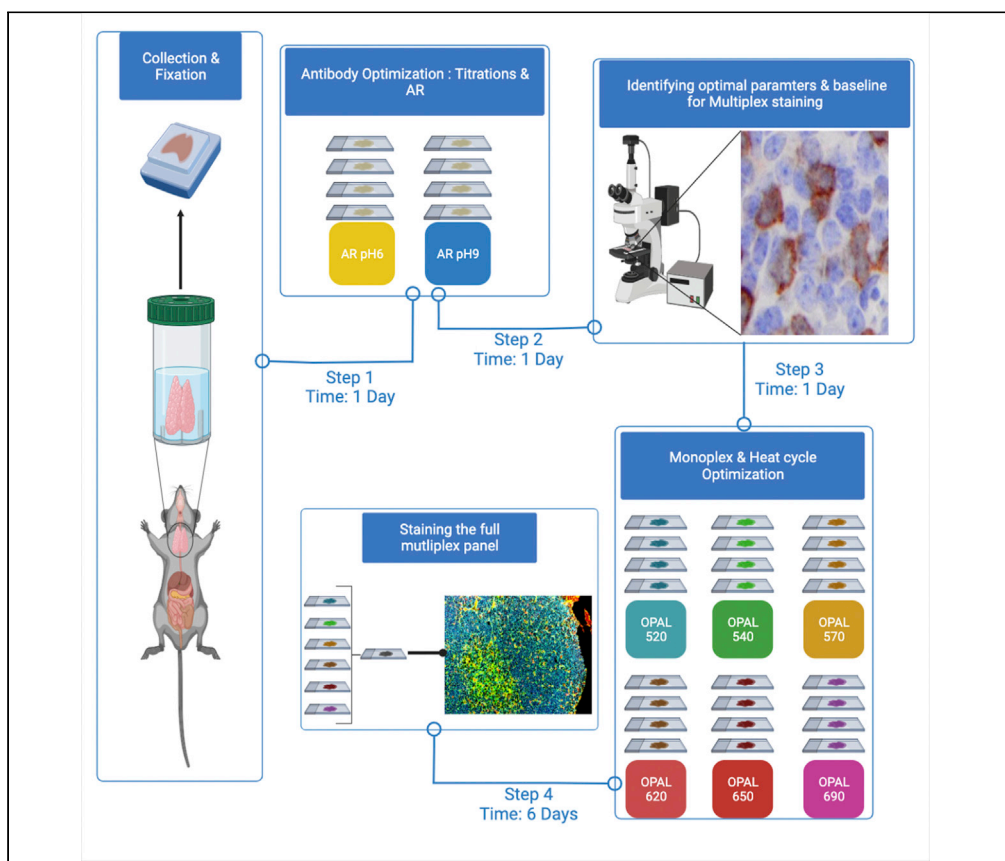 Collection &
Fixation
Antibody Optimization : Titrations &
AR
AR pH6
AR pH9
Step 1
Time: 1 Day
Step 2
Time: 1 Day
Identifying optimal paramters & baseline
for Multiplex staining
Step 3
Time: 1 Day
Monoplex & Heat cycle
Optimization
OPAL
520
OPAL
540
OPAL
570
OPAL
620
OPAL
650
OPAL
690
Step 4
Time: 6 Days
Staining the full
mutliplex panel